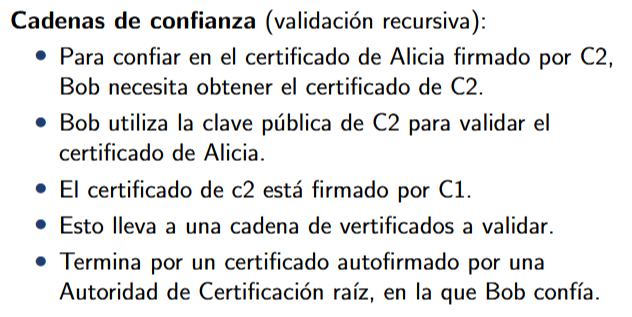 Cadenas de confianza (validación recursiva):
• Para confiar en el certificado de Alicia firmado por C2,
Bob necesita obtener el certificado de C2.
• Bob utiliza la clave pública de C2 para validar el
certificado de Alicia.
• El certificado de c2 está firmado por C1.
• Esto lleva a una cadena de vertificados a validar.
• Termina por un certificado autofirmado por una
Autoridad de Certificación raíz, en la que Bob confía.